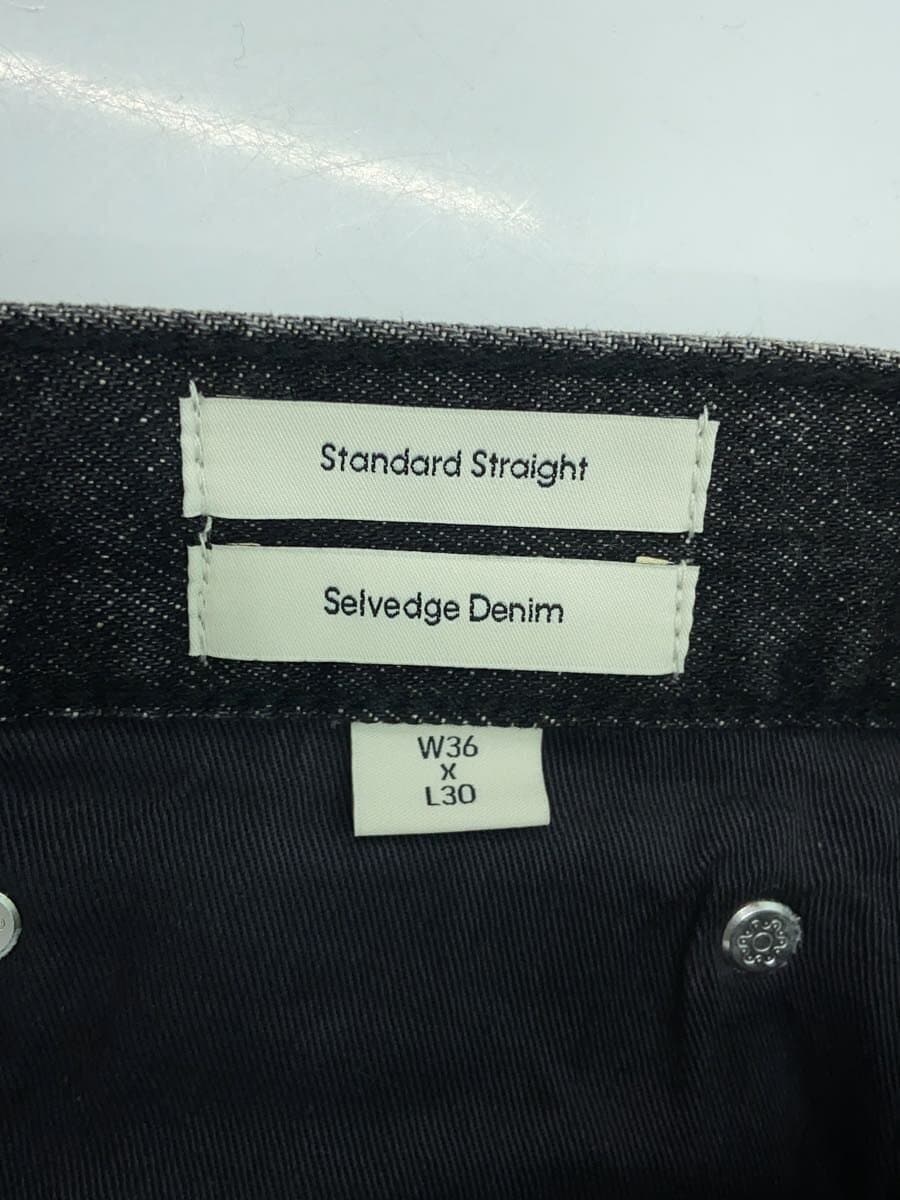 Standard Straight
Selvedge Denim
W36
x
L30